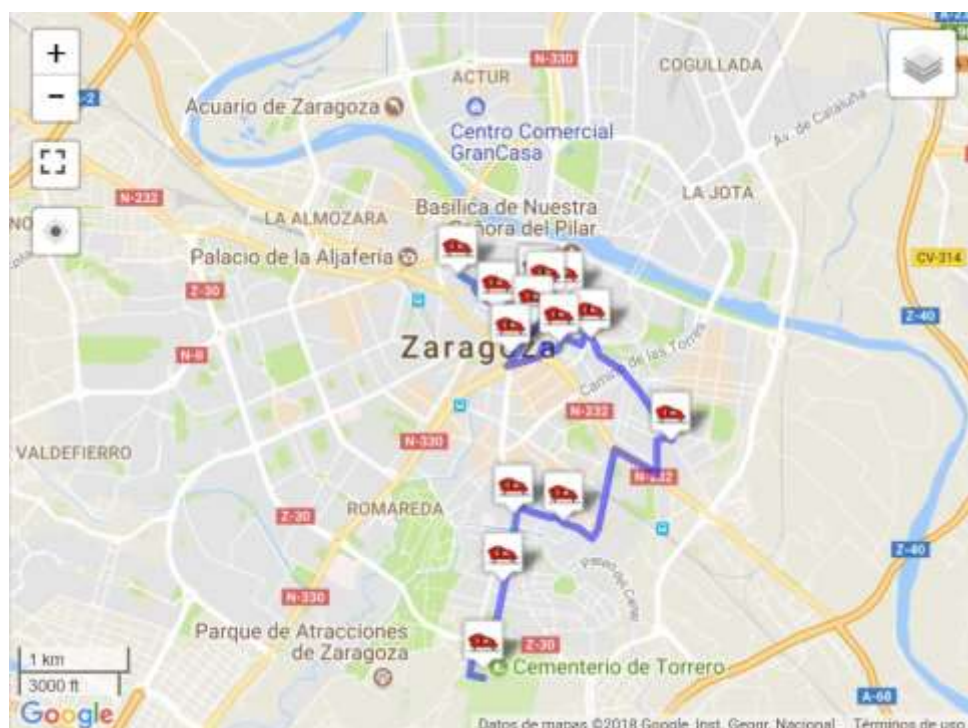 +
−
A-2
ACTUR
N-330
COGULLADA
Acuario de Zaragoza
Centro Comercial
GranCasa
Av. de Cataluña
N-232
LA ALMOZARA
LA JOTA
Basílica de Nuestra
Señora del Pilar
Palacio de la Aljafería
CV-314
Z-30
Z-40
Zaragoza
Camino de las Torres
N-II
N-232
N-330
VALDEFIERRO
N-232
ROMAREDA
Z-30
Z-40
N-330
Parque de Atracciones
de Zaragoza
Z-30
Cementerio de Torrero
1 km
3000 ft
A-68
Google
Datos de mapas ©2018 Google, Inst. Geogr. Nacional
Términos de uso